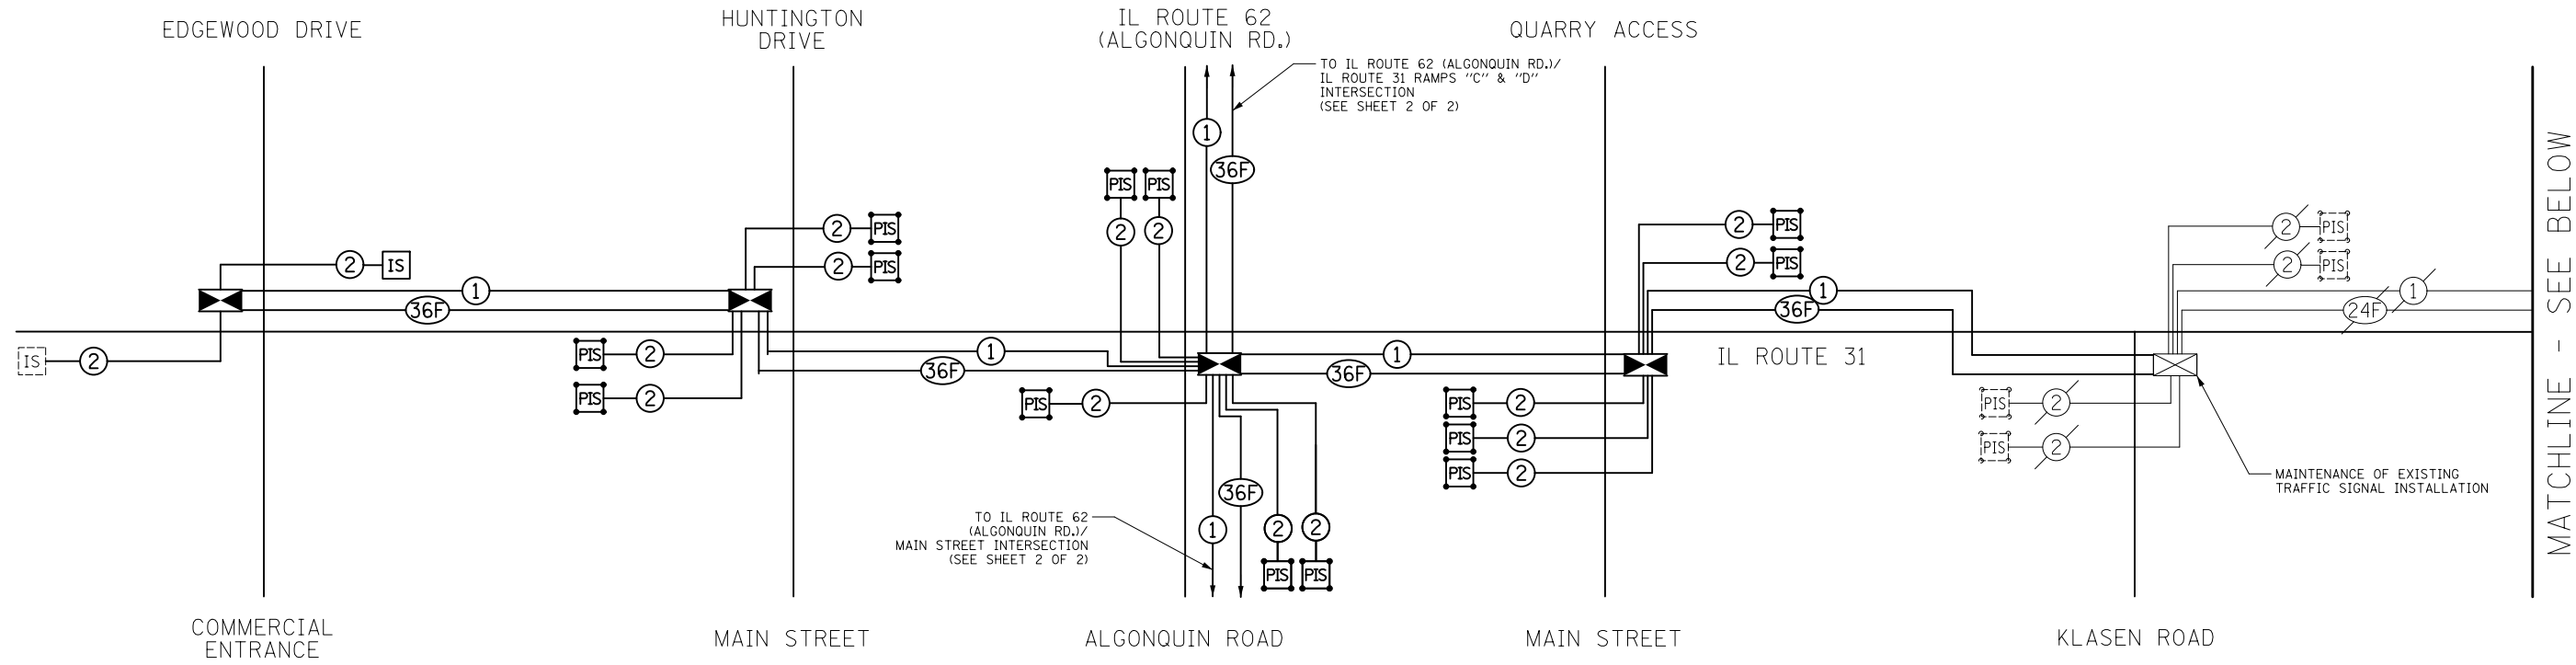 EDGEWOOD DRIVE
HUNTINGTON
DRIVE
IL ROUTE 62
(ALGONQUIN RD.)
QUARRY ACCESS
TO IL ROUTE 62 (ALGONQUIN RD.)/
IL ROUTE 31 RAMPS "C" & "D"
INTERSECTION
(SEE SHEET 2 OF 2)
1
36F
PIS PIS
2 2
2 PIS
2 PIS
2 PIS
2 PIS
2 PIS
2 PIS
2 IS
1
36F
1
36F
1
24F
IS 2
PIS 2
PIS 2
1
36F
1
36F
IL ROUTE 31
PIS 2
PIS 2
PIS 2
PIS 2
PIS 2
PIS 2
MAINTENANCE OF EXISTING
TRAFFIC SIGNAL INSTALLATION
36F
1 2 2
PIS PIS
TO IL ROUTE 62
(ALGONQUIN RD.)/
MAIN STREET INTERSECTION
(SEE SHEET 2 OF 2)
COMMERCIAL
ENTRANCE
MAIN STREET
ALGONQUIN ROAD
MAIN STREET
KLASEN ROAD
MATCHLINE - SEE BELOW